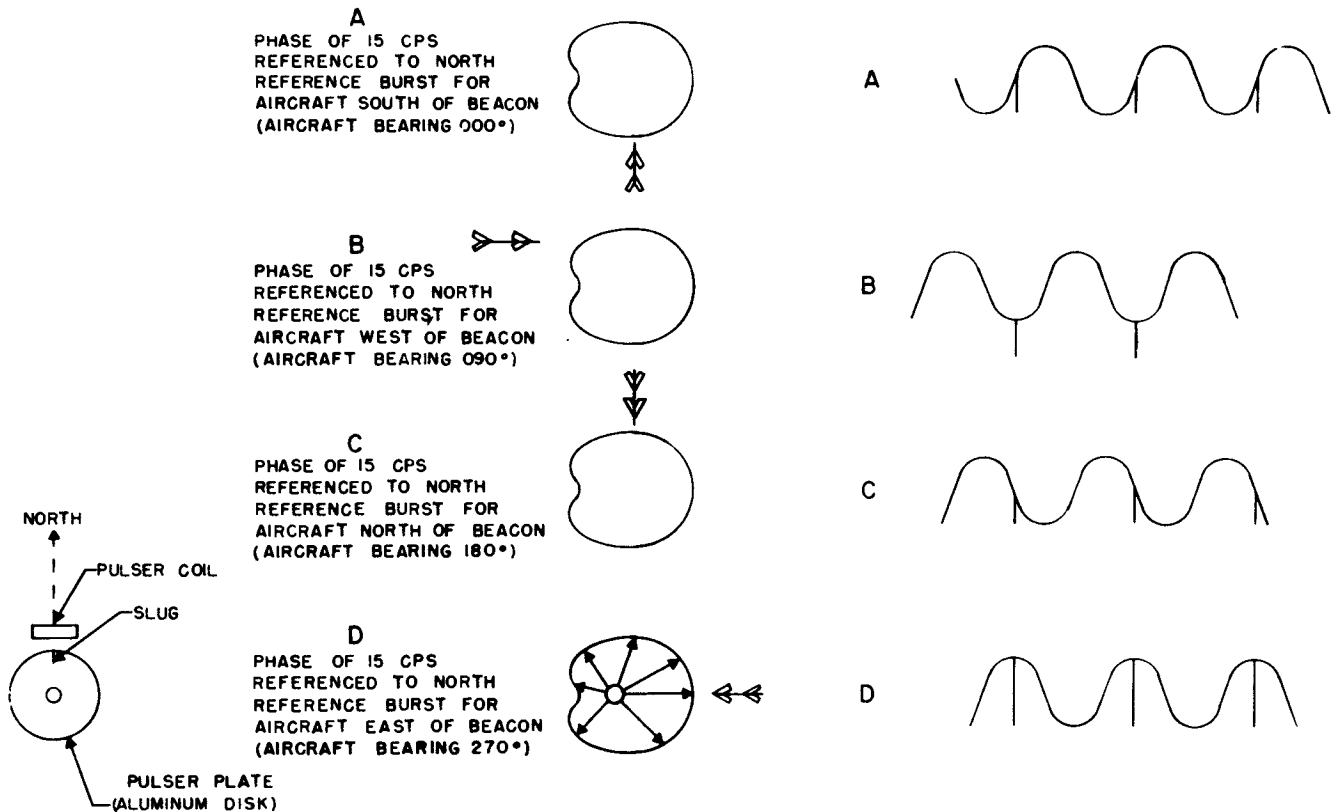 A
PHASE OF 15 CPS
REFERENCED TO NORTH
REFERENCE BURST FOR
AIRCRAFT SOUTH OF BEACON
(AIRCRAFT BEARING 000°)
A
B
PHASE OF 15 CPS
REFERENCED TO NORTH
REFERENCE BURST FOR
AIRCRAFT WEST OF BEACON
(AIRCRAFT BEARING 090°)
B
C
PHASE OF 15 CPS
REFERENCED TO NORTH
REFERENCE BURST FOR
AIRCRAFT NORTH OF BEACON
(AIRCRAFT BEARING 180°)
C
D
PHASE OF 15 CPS
REFERENCED TO NORTH
REFERENCE BURST FOR
AIRCRAFT EAST OF BEACON
(AIRCRAFT BEARING 270°)
D
NORTH
PULSER COIL
SLUG
PULSER PLATE
(ALUMINUM DISK)